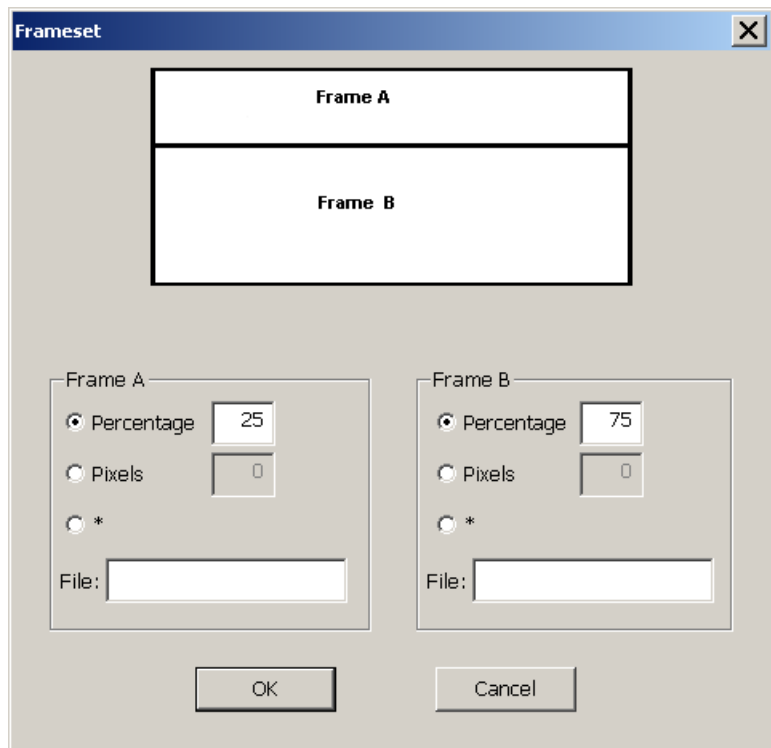 Frameset
Frame A
Frame B
Frame A
Percentage 25
Pixels 0
*
File:
Frame B
Percentage 75
Pixels 0
*
File:
OK
Cancel